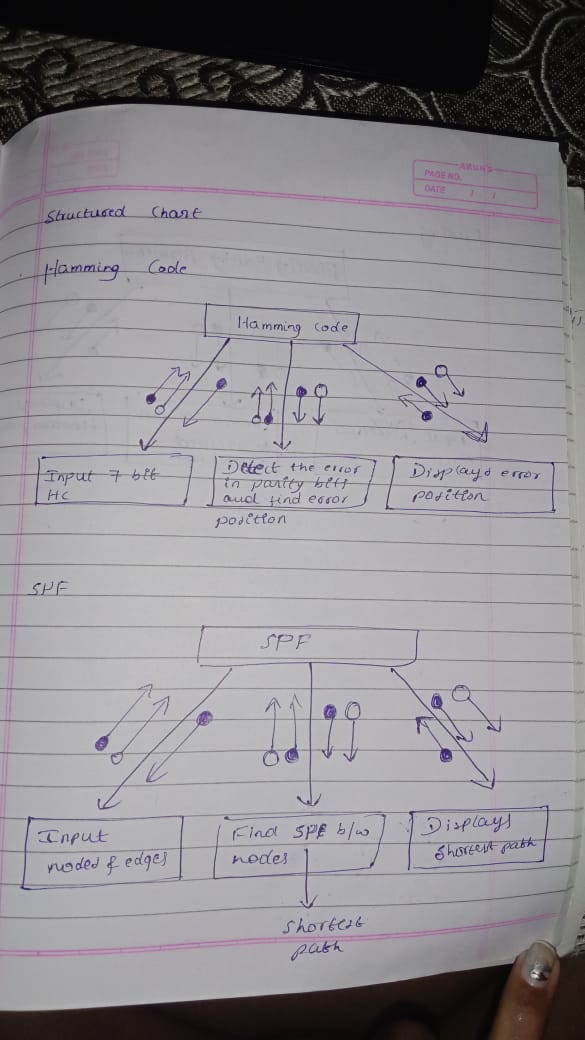 ARUN'S
PAGE NO.
DATE / /
Structured Chart
Hamming Code
Hamming Code
Input 7 bit
HC
Detect the error
in parity bits
and find error
position
Displays error
position
SPF
SPF
Input
nodes & edges
Find SPF b/w
nodes
Displays
shortest path
Shortest
path